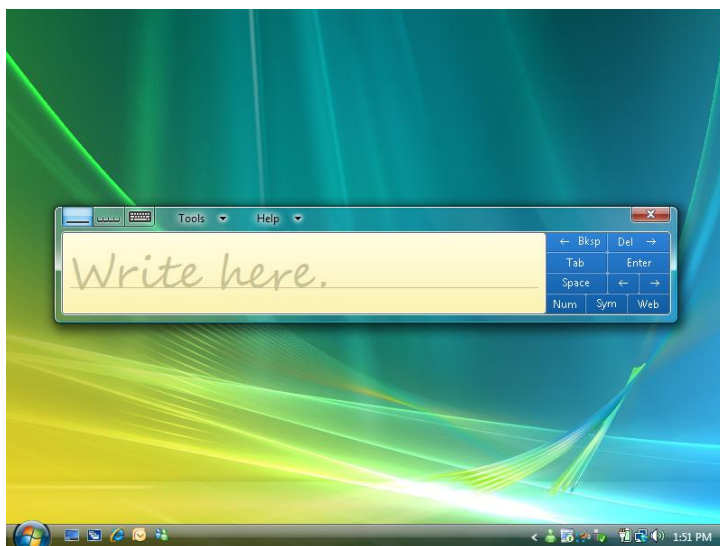 Tools Help
← Bksp Del →
Write here.
Tab Enter
Space ← →
Num Sym Web
1:51 PM